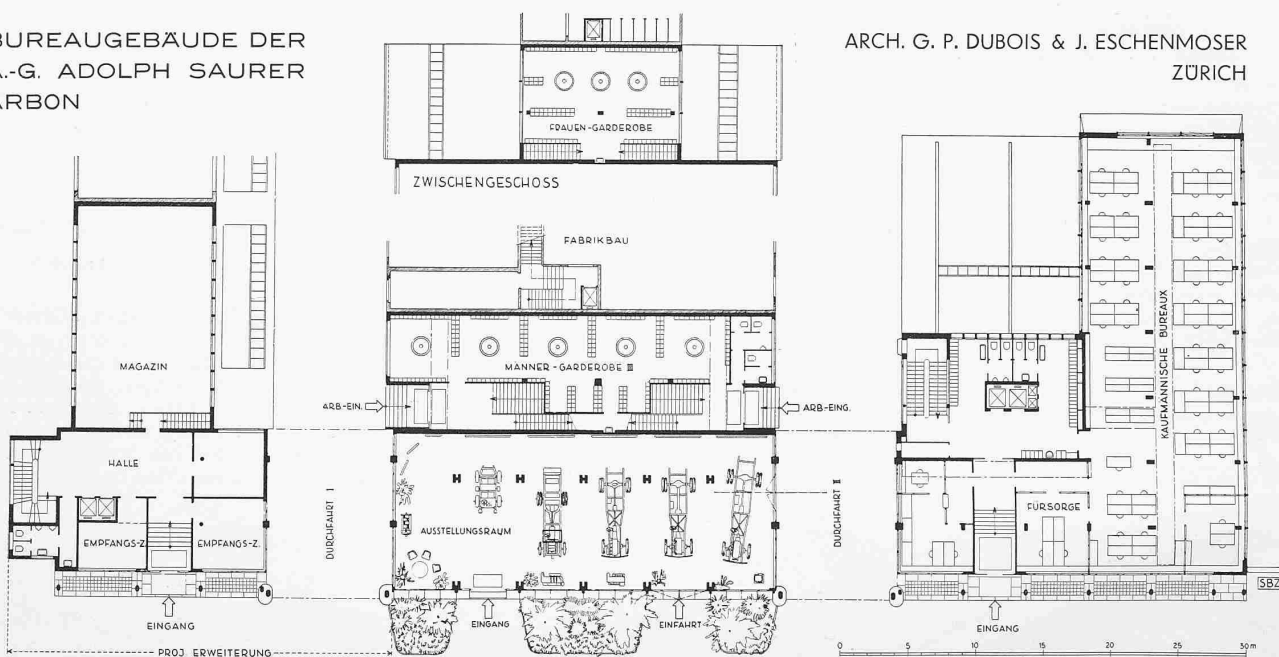 BUREAUGEBÄUDE DER
A.-G. ADOLPH SAURER
ARBON
ARCH. G. P. DUBOIS & J. ESCHENMOSER
ZÜRICH
FRAUEN-GARDEROBE
ZWISCHENGESCHOSS
FABRIKBAU
MAGAZIN
MÄNNER-GARDEROBE III
ARB-EIN.
ARB-EING.
HALLE
EMPFANGS-Z.
EMPFANGS-Z.
DURCHFAHRT I
AUSSTELLUNGSRAUM
DURCHFAHRT II
KAUFMÄNNISCHE BUREAUX
FÜRSORGE
EINGANG
EINGANG
EINFAHRT
EINGANG
PROJ. ERWEITERUNG
SBZ
0 5 10 15 20 25 50m